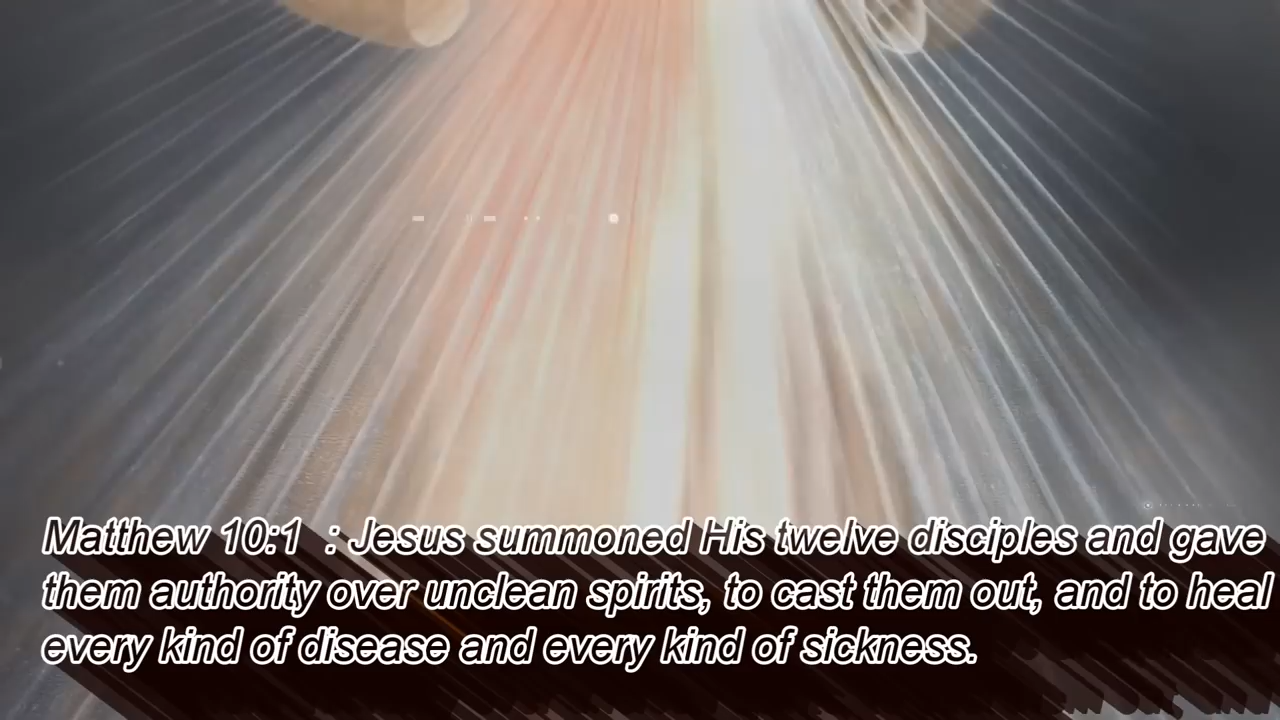 Matthew 10:1 : Jesus summoned His twelve disciples and gave
them authority over unclean spirits, to cast them out, and to heal
every kind of disease and every kind of sickness.